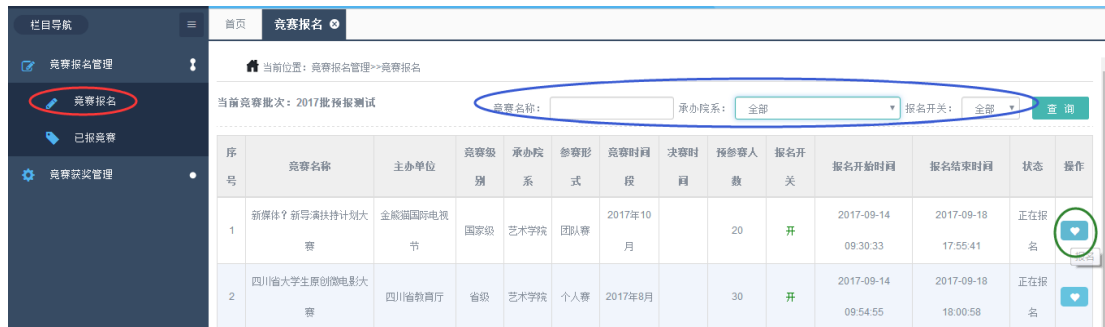 栏目导航
首页 竞赛报名
竞赛报名管理
当前位置：竞赛报名管理>>竞赛报名
竞赛报名
当前竞赛批次：2017批预报测试 竞赛名称： 承办院系： 全部 报名开关： 全部 查 询
已报竞赛
竞赛获奖管理
序号 竞赛名称 主办单位 竞赛级别 承办院系 参赛形式 竞赛时间段 决赛时间 预参赛人数 报名开关 报名开始时间 报名结束时间 状态 操作
1 新媒体？新导演扶持计划大赛 金熊猫国际电视节 国家级 艺术学院 团队赛 2017年10月 20 开 2017-09-14 09:30:33 2017-09-18 17:55:41 正在报名
报名
2 四川省大学生原创微电影大赛 四川省教育厅 省级 艺术学院 个人赛 2017年8月 30 开 2017-09-14 09:54:55 2017-09-18 18:00:58 正在报名